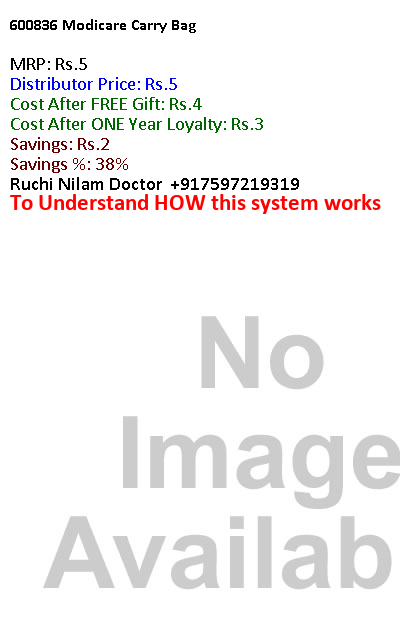 600836 Modicare Carry Bag
MRP: Rs.5
Distributor Price: Rs.5
Cost After FREE Gift: Rs.4
Cost After ONE Year Loyalty: Rs.3
Savings: Rs.2
Savings %: 38%
Ruchi Nilam Doctor +917597219319
To Understand HOW this system works
No
Image
Availab